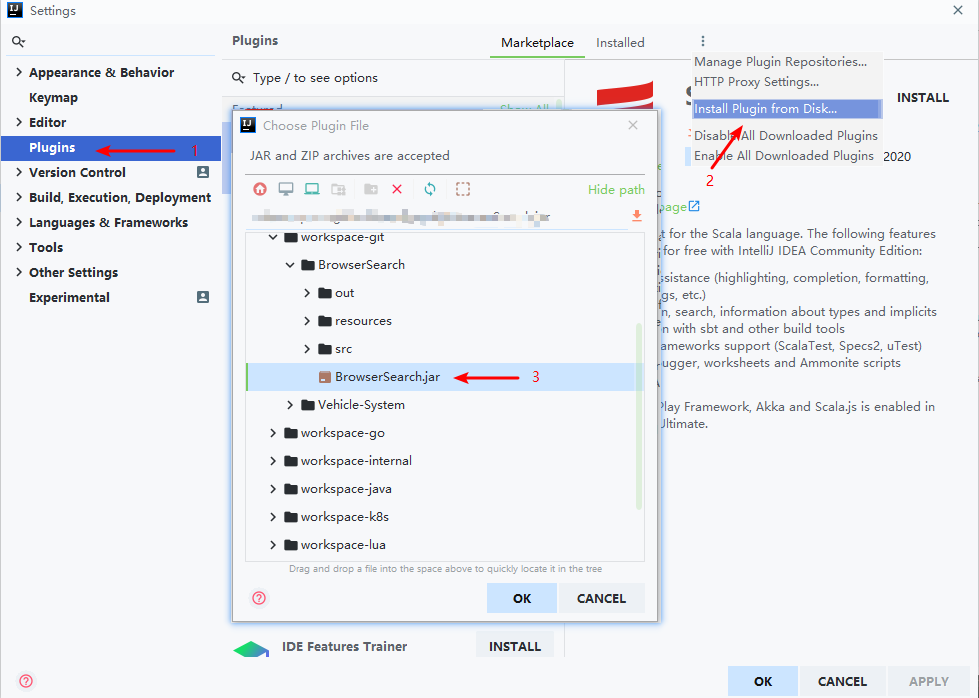 Settings
Plugins
Marketplace
Installed
Manage Plugin Repositories...
HTTP Proxy Settings...
Install Plugin from Disk...
Disable All Downloaded Plugins
Enable All Downloaded Plugins
2
INSTALL
2020
Appearance & Behavior
Keymap
Editor
Plugins
1
Version Control
Build, Execution, Deployment
Languages & Frameworks
Tools
Other Settings
Experimental
Type / to see options
Featured
Show All
Choose Plugin File
JAR and ZIP archives are accepted
Hide path
workspace-git
BrowserSearch
out
resources
src
BrowserSearch.jar
3
Vehicle-System
workspace-go
workspace-internal
workspace-java
workspace-k8s
workspace-lua
Drag and drop a file into the space above to quickly locate it in the tree
OK
CANCEL
t for the Scala language. The following features
for free with IntelliJ IDEA Community Edition:
(highlighting, completion, formatting,
etc.)
search, information about types and implicits
with sbt and other build tools
support (ScalaTest, Specs2, uTest)
worksheets and Ammonite scripts
Play Framework, Akka and Scala.js is enabled in
Ultimate.
IDE Features Trainer
INSTALL
OK
CANCEL
APPLY